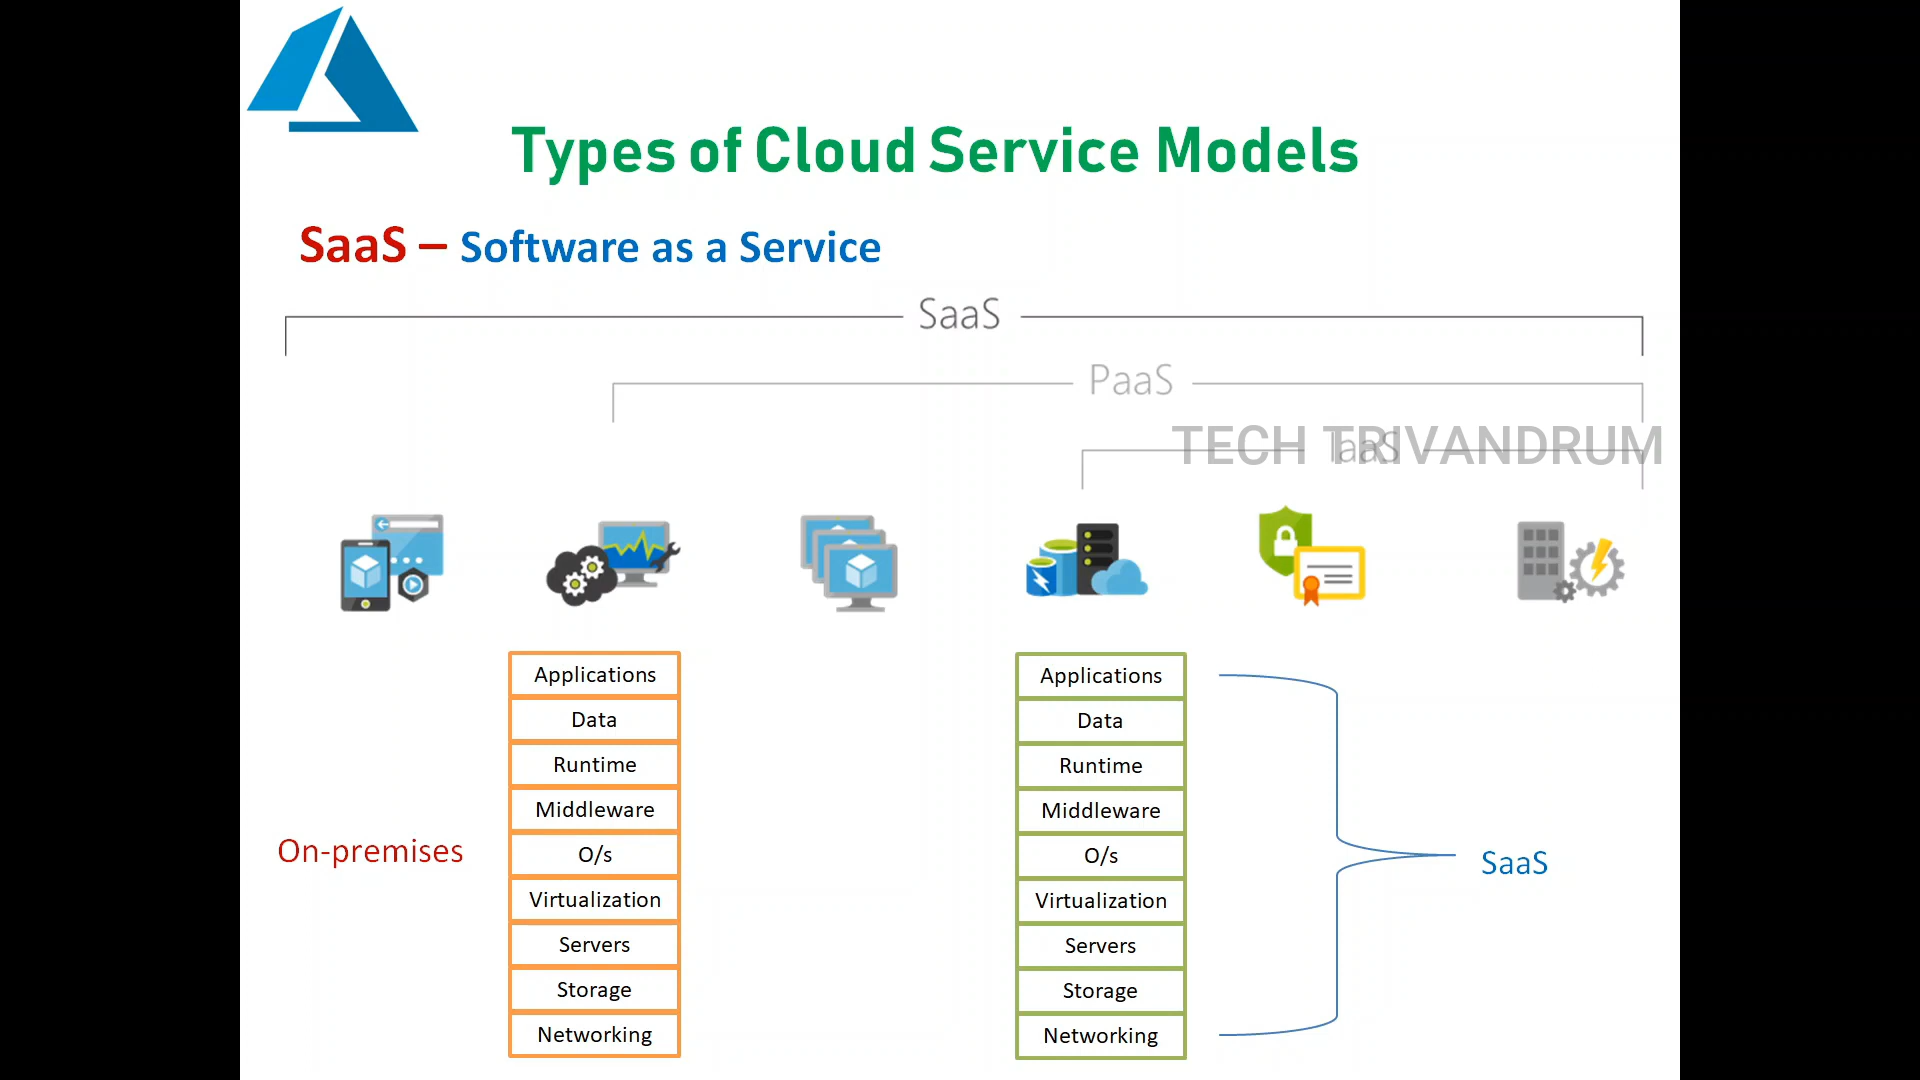 Types of Cloud Service Models
SaaS – Software as a Service
SaaS
PaaS
IaaS
TECH TRIVANDRUM
On-premises
Applications
Data
Runtime
Middleware
O/s
Virtualization
Servers
Storage
Networking
Applications
Data
Runtime
Middleware
O/s
Virtualization
Servers
Storage
Networking
SaaS